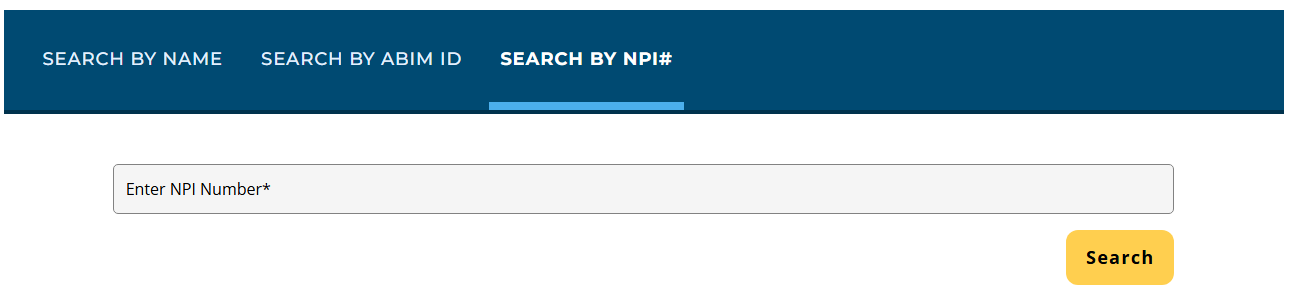 SEARCH BY NAME SEARCH BY ABIM ID SEARCH BY NPI#
Enter NPI Number*
Search